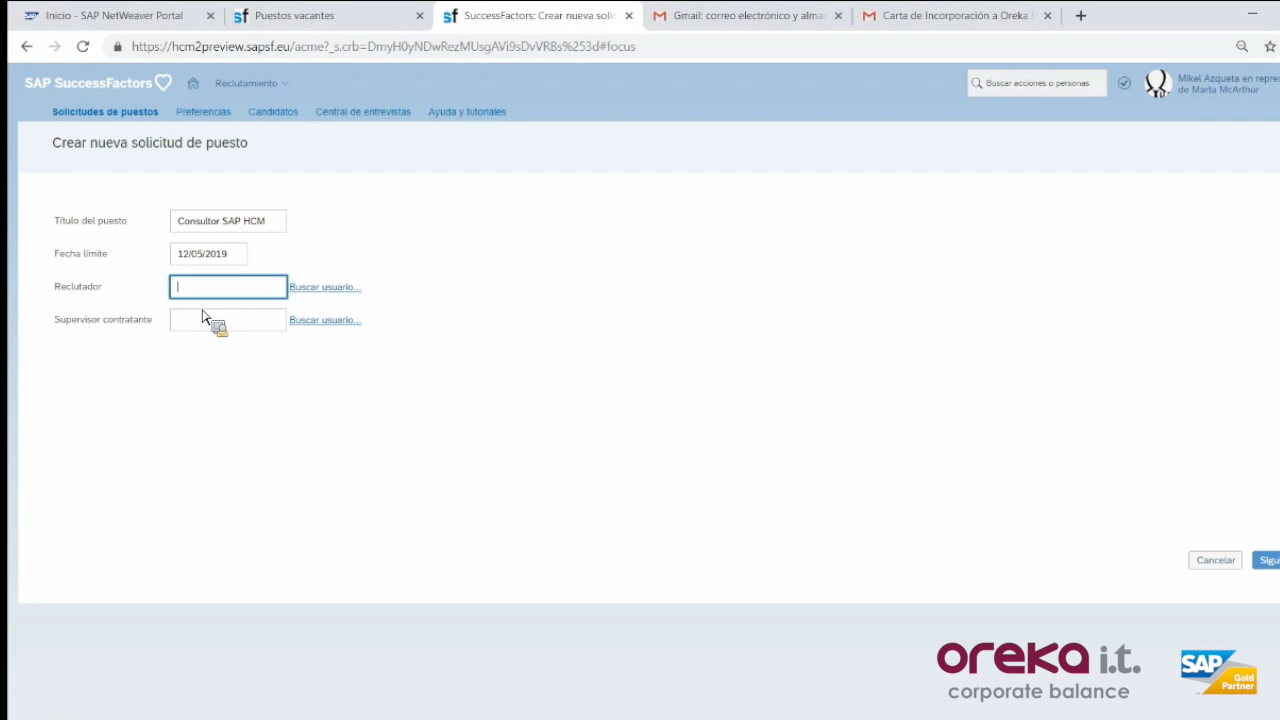 Inicio - SAP NetWeaver Portal
Puestos vacantes
SuccessFactors: Crear nueva solic
Gmail: correo electrónico y alma
Carta de Incorporación a Oreka
https://hcm2preview.sapsf.eu/acme?_s.crb=DmyH0yNDwRezMUsgAVi9sDvVRBs%253d#focus
SAP SuccessFactors
Reclutamiento
Buscar acciones o personas
Mikel Azqueta en repres
de Marta McArthur
Solicitudes de puestos Preferencias Candidatos Central de entrevistas Ayuda y tutoriales
Crear nueva solicitud de puesto
Título del puesto Consultor SAP HCM
Fecha límite 12/05/2019
Reclutador Buscar usuario...
Supervisor contratante Buscar usuario...
Cancelar Sigu
oreka i.t.
corporate balance
SAP Gold
Partner